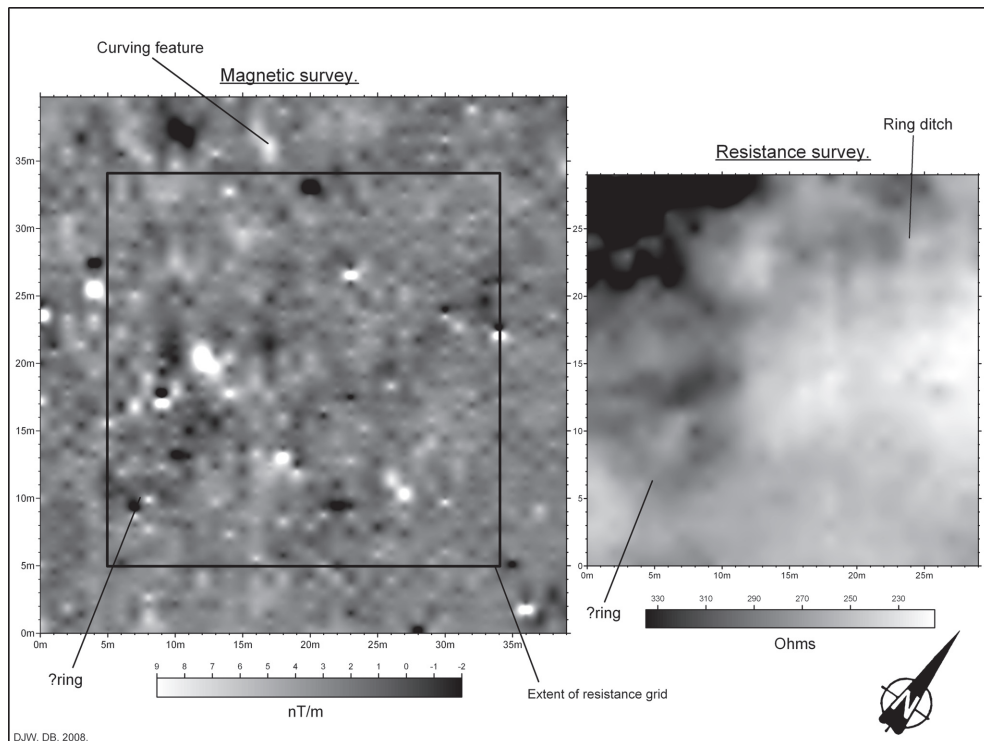 Curving feature
Magnetic survey.
Ring ditch
Resistance survey.
35m
30m
25m
20m
15m
10m
5m
0m
0m 5m 10m 15m 20m 25m 30m 35m
25
20
15
10
5
0
0m 5m 10m 15m 20m 25m
?ring
9 8 7 6 5 4 3 2 1 0 -1 -2
nT/m
Extent of resistance grid
?ring
330 310 290 270 250 230
Ohms
N
DJW, DB, 2008.